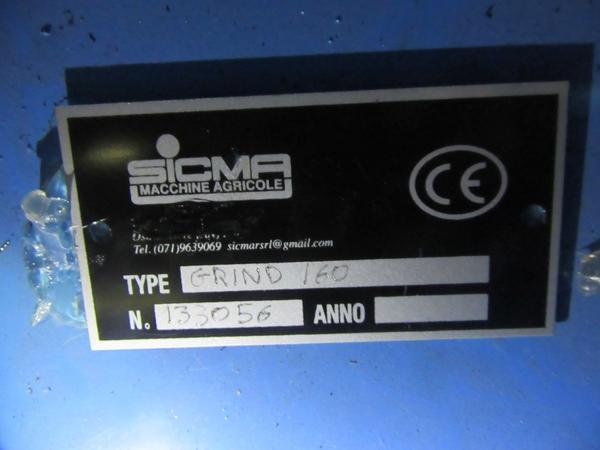 SICMA
MACCHINE AGRICOLE
CE
Tel. (071)9639069 sicmarsrl@gmail.com
TYPE GRIND 160
N. 133056 ANNO